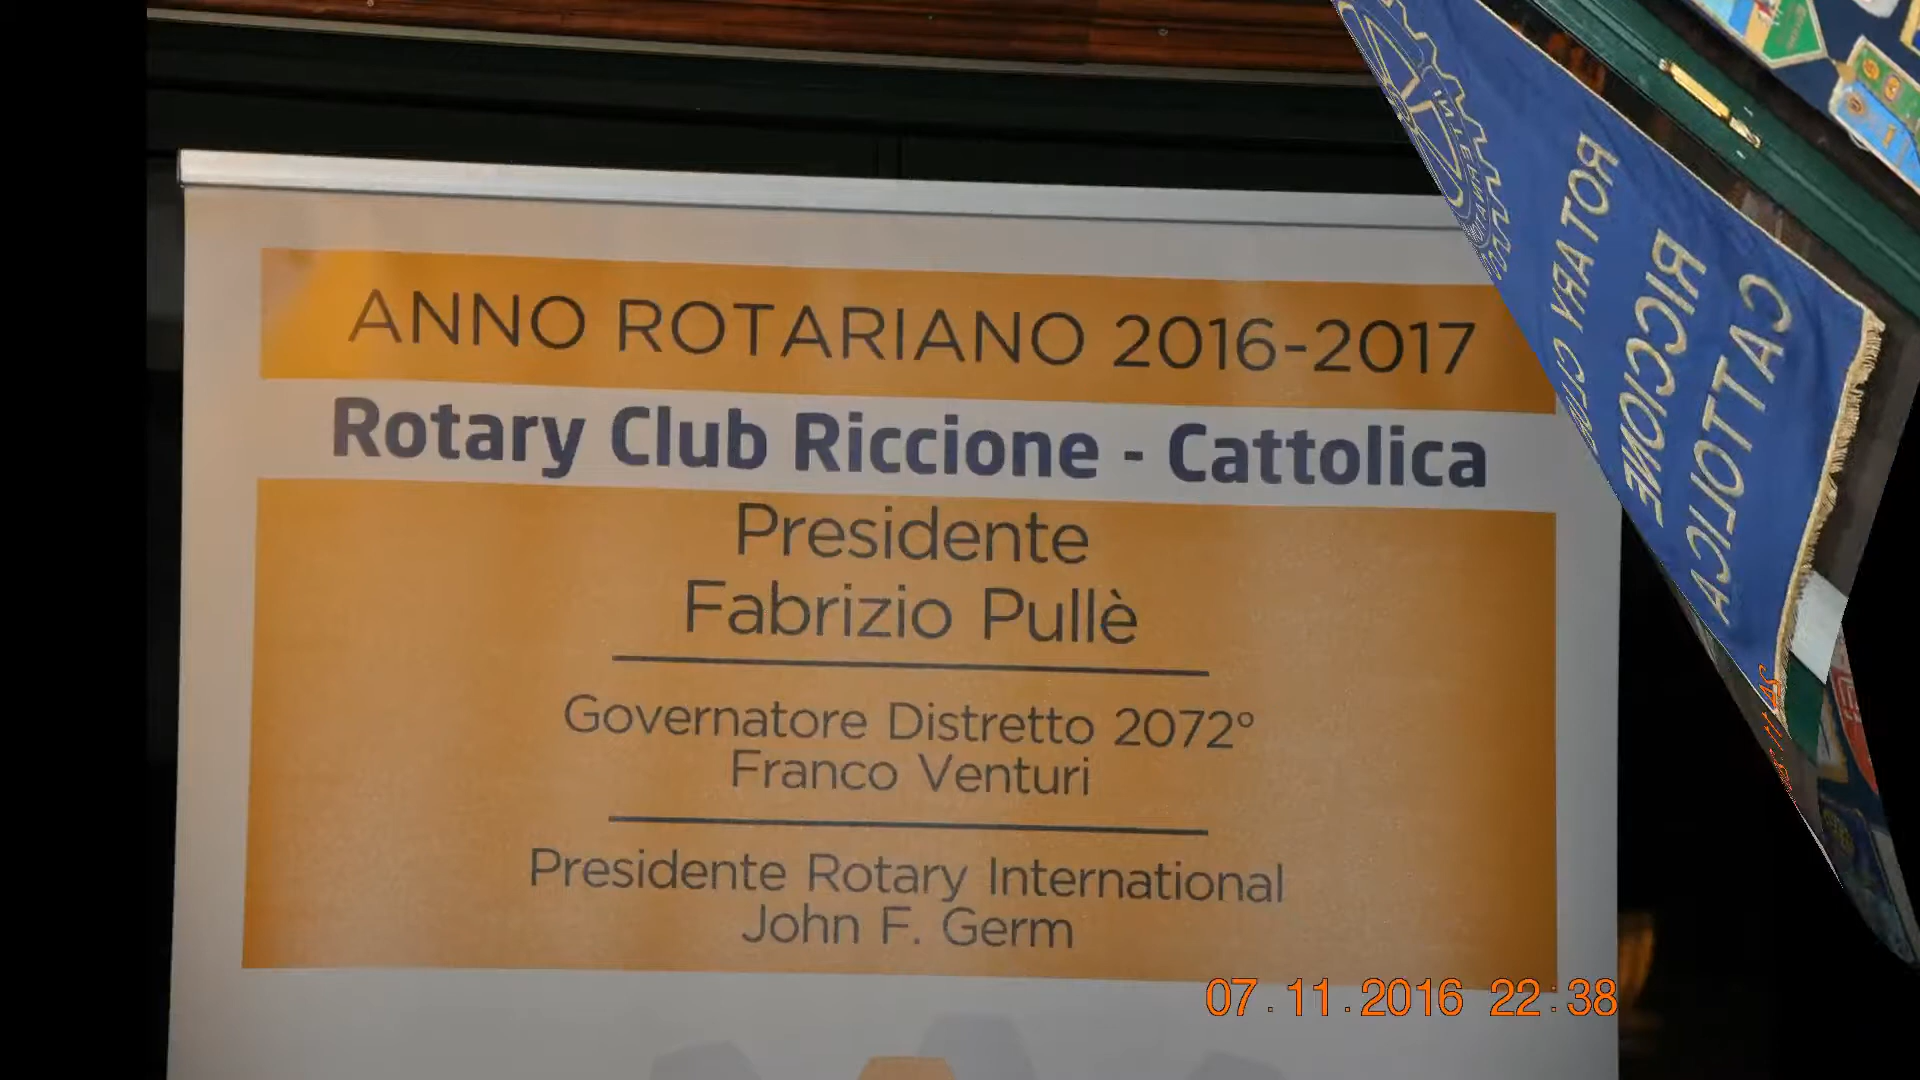 ANNO ROTARIANO 2016-2017
Rotary Club Riccione - Cattolica
Presidente
Fabrizio Pullè
Governatore Distretto 2072°
Franco Venturi
Presidente Rotary International
John F. Germ
07.11.2016 22:38
ROTARY CLUB
RICCIONE
CATTOLICA